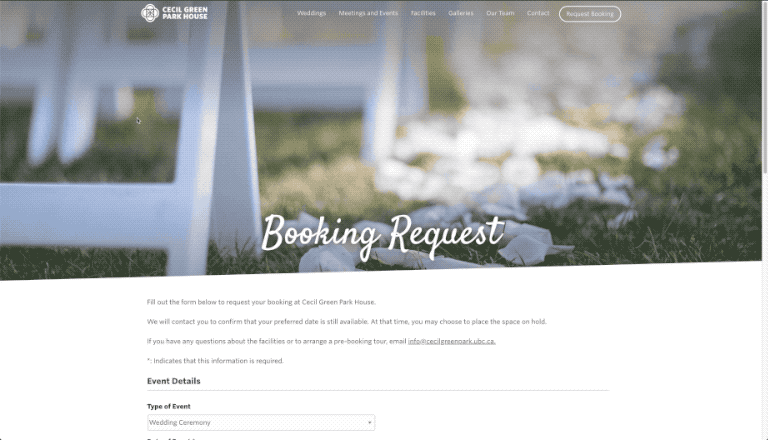 CECIL GREEN
PARK HOUSE
Weddings Meetings and Events Facilities Galleries Our Team Contact Request Booking
Booking Request
Fill out the form below to request your booking at Cecil Green Park House.
We will contact you to confirm that your preferred date is still available. At that time, you may choose to place the space on hold.
If you have any questions about the facilities or to arrange a pre-booking tour, email info@cecilgreenpark.ubc.ca.
*: Indicates that this information is required.
Event Details
Type of Event
Wedding Ceremony